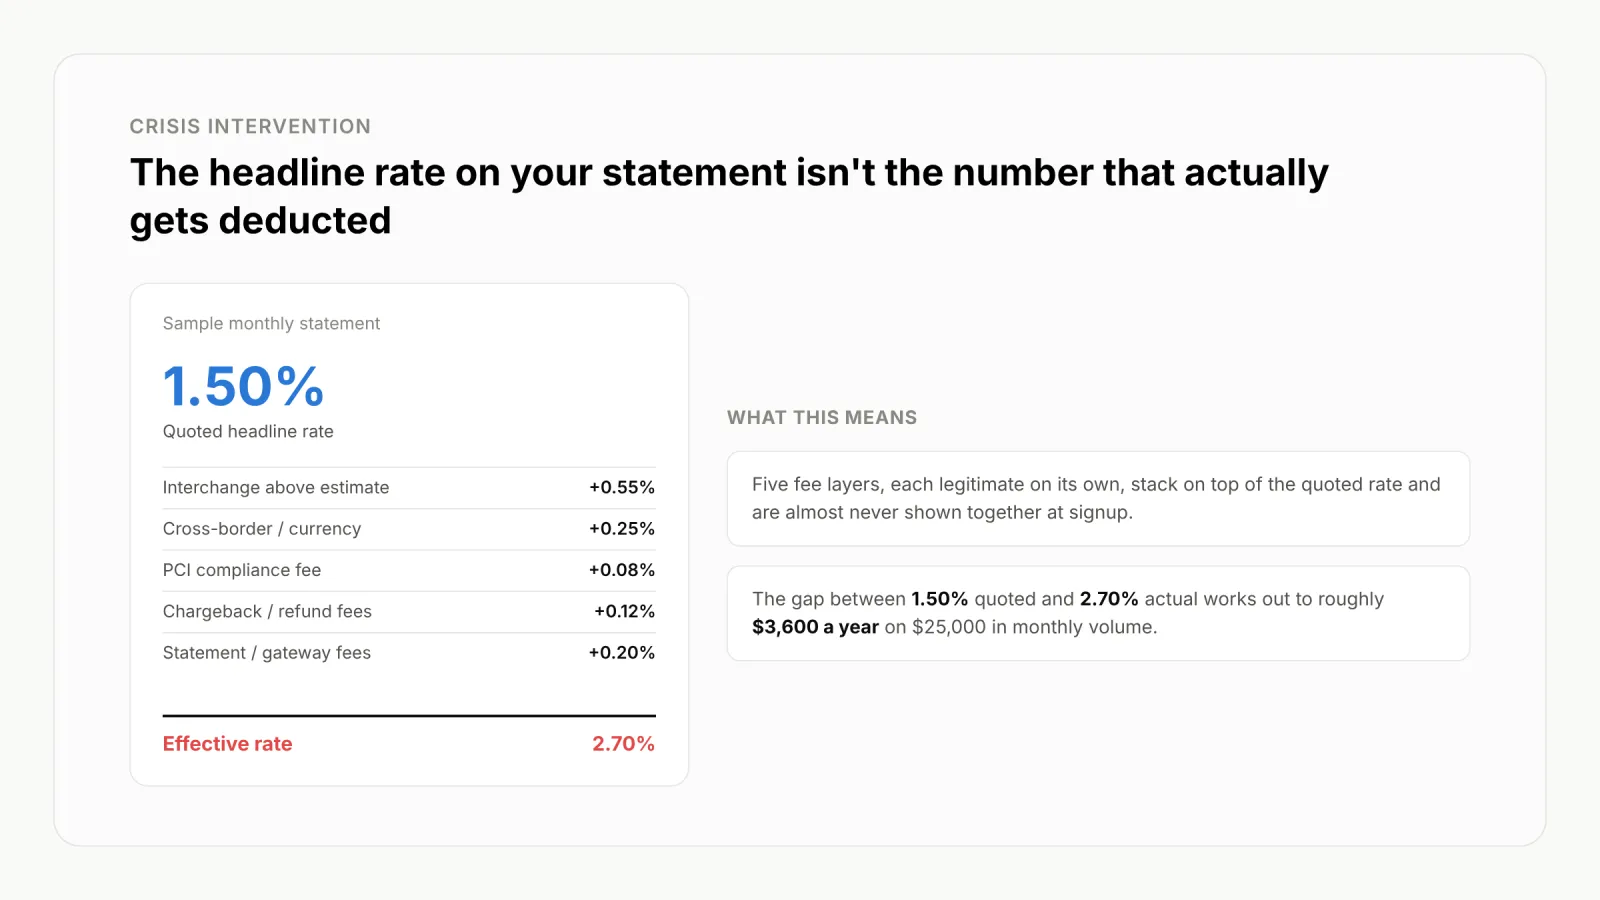 CRISIS INTERVENTION
The headline rate on your statement isn't the number that actually
gets deducted
Sample monthly statement
1.50%
Quoted headline rate
Interchange above estimate +0.55%
Cross-border / currency +0.25%
PCI compliance fee +0.08%
Chargeback / refund fees +0.12%
Statement / gateway fees +0.20%
Effective rate 2.70%
WHAT THIS MEANS
Five fee layers, each legitimate on its own, stack on top of the quoted rate and
are almost never shown together at signup.
The gap between 1.50% quoted and 2.70% actual works out to roughly
$3,600 a year on $25,000 in monthly volume.